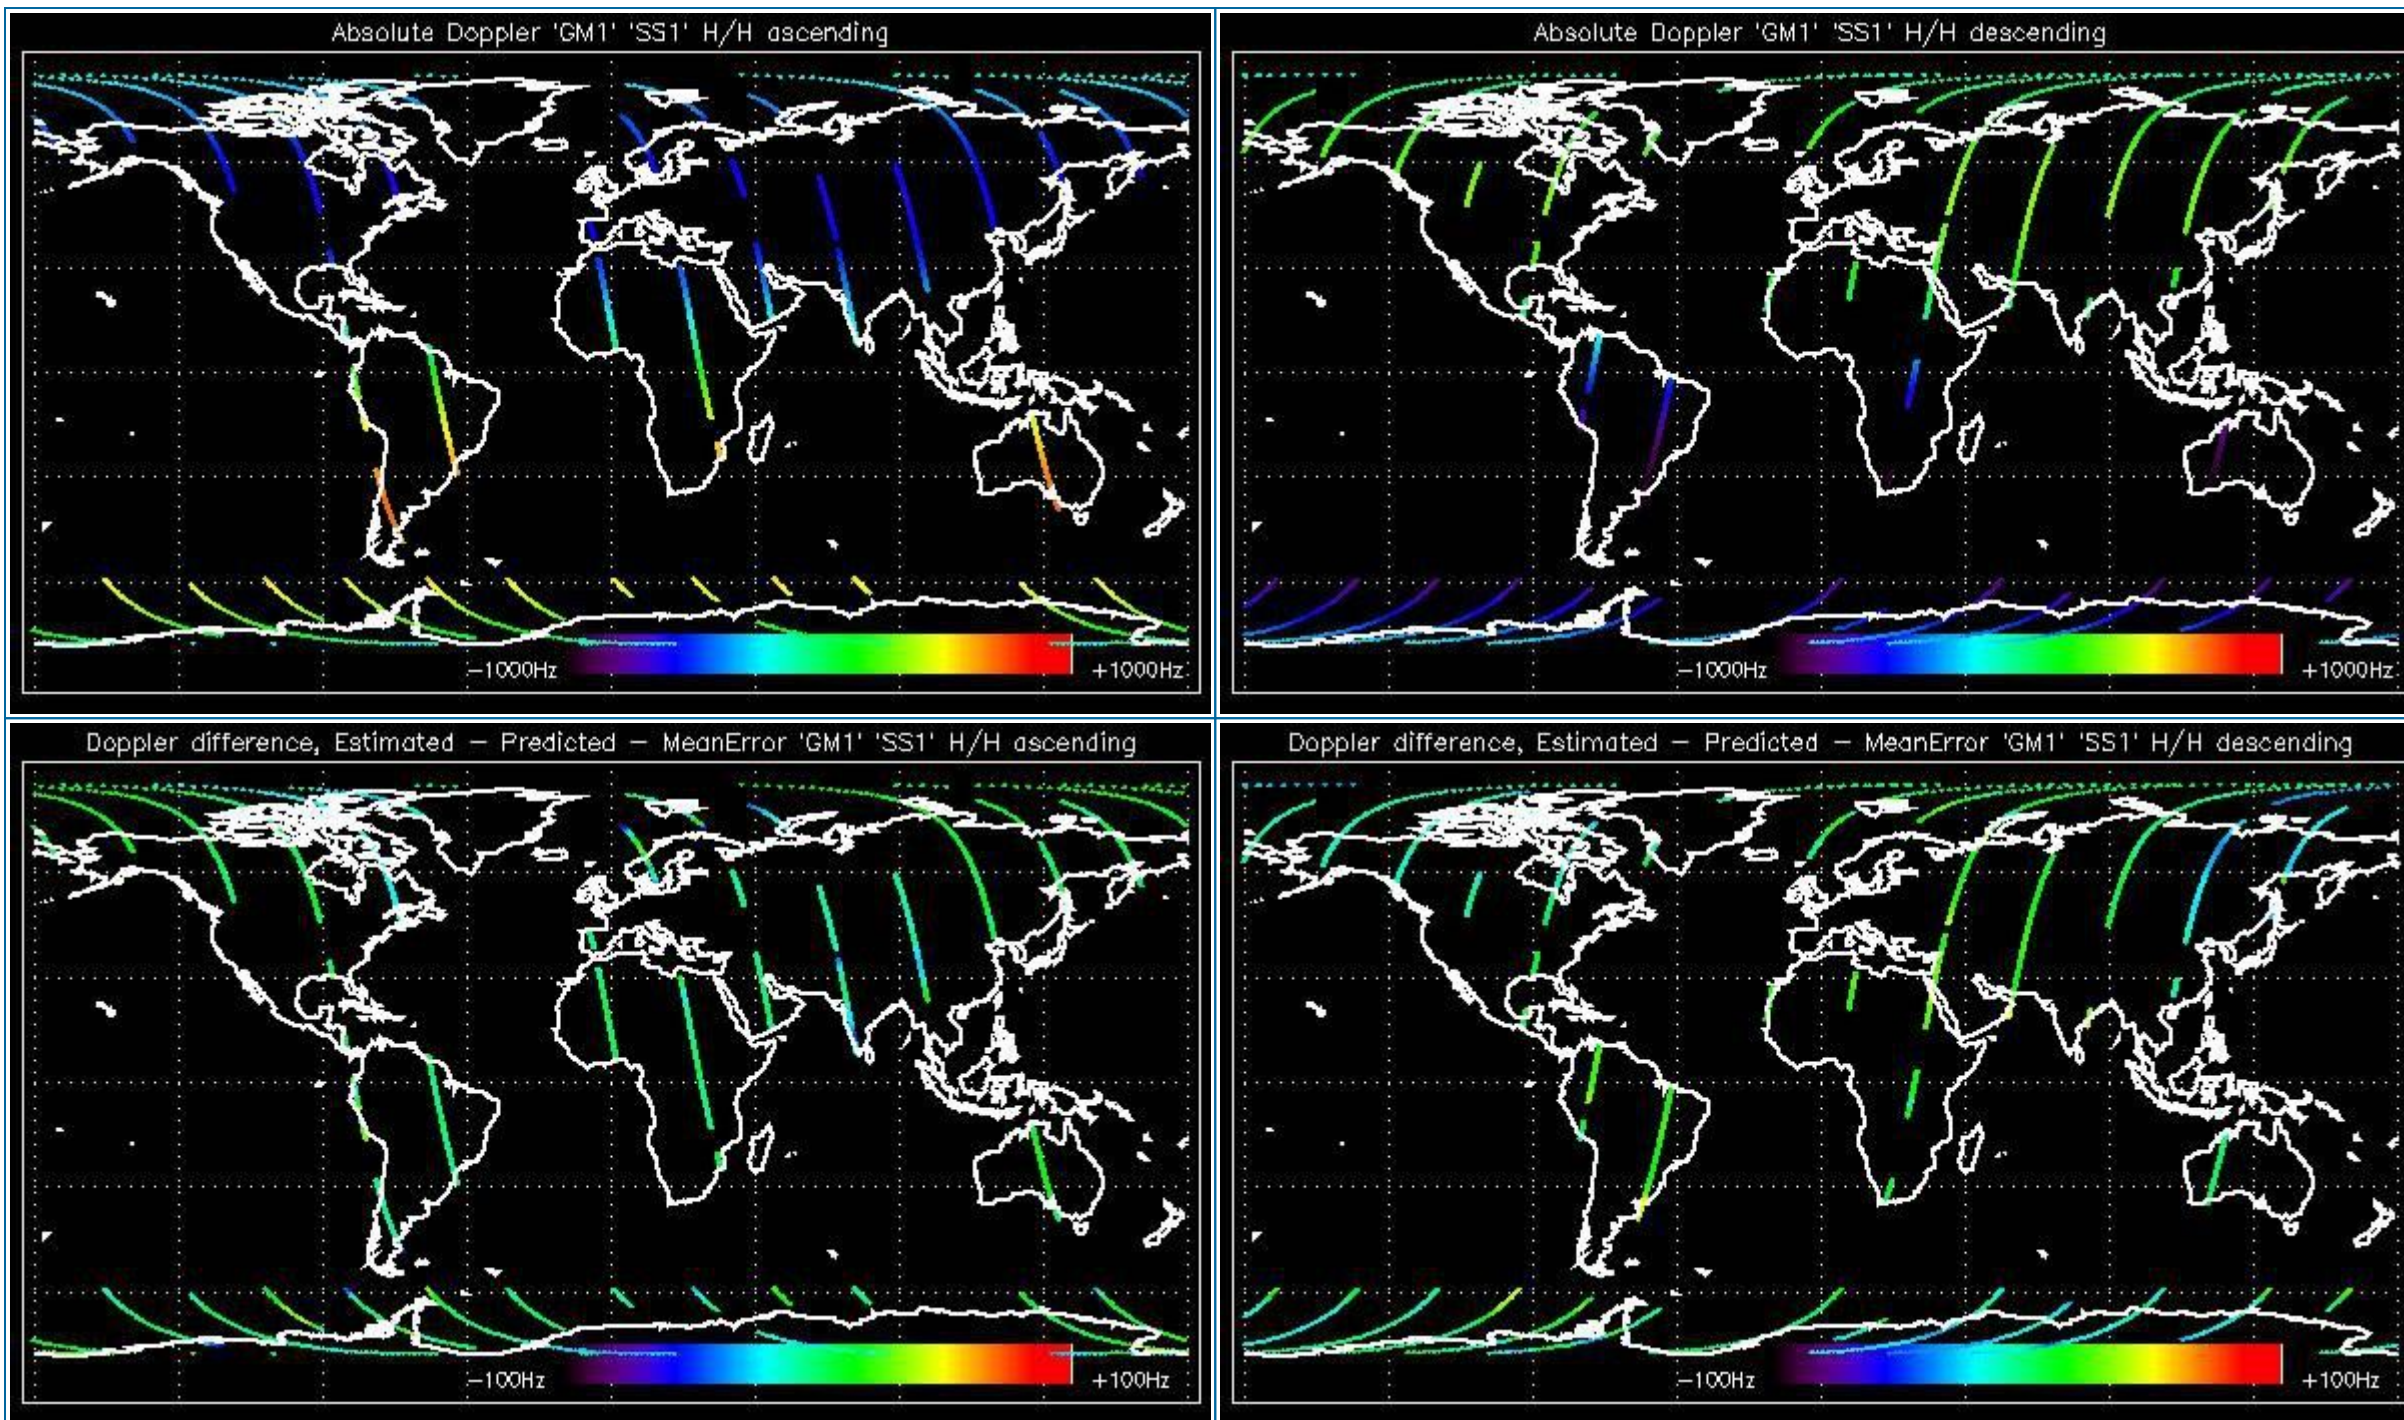 Absolute Doppler 'GM1' 'SS1' H/H ascending
-1000Hz
+1000Hz
Absolute Doppler 'GM1' 'SS1' H/H descending
-1000Hz
+1000Hz
Doppler difference, Estimated - Predicted - MeanError 'GM1' 'SS1' H/H ascending
-100Hz
+100Hz
Doppler difference, Estimated - Predicted - MeanError 'GM1' 'SS1' H/H descending
-100Hz
+100Hz